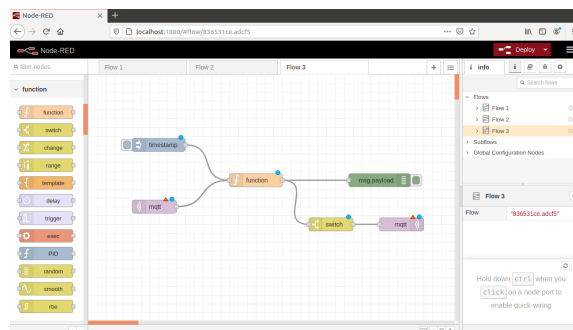 Node-RED
localhost:1880/#flow/836531ce.adcf5
Node-RED
Deploy
filter nodes
Flow 1
Flow 2
Flow 3
info
Search flows
function
function
switch
change
range
template
delay
trigger
exec
PID
random
smooth
rbe
timestamp
mqtt
function
msg.payload
switch
mqtt
Flows
Flow 1
Flow 2
Flow 3
Subflows
Global Configuration Nodes
Flow 3
Flow "836531ce.adcf5"
Hold down ctrl when you
click on a node port to
enable quick-wiring